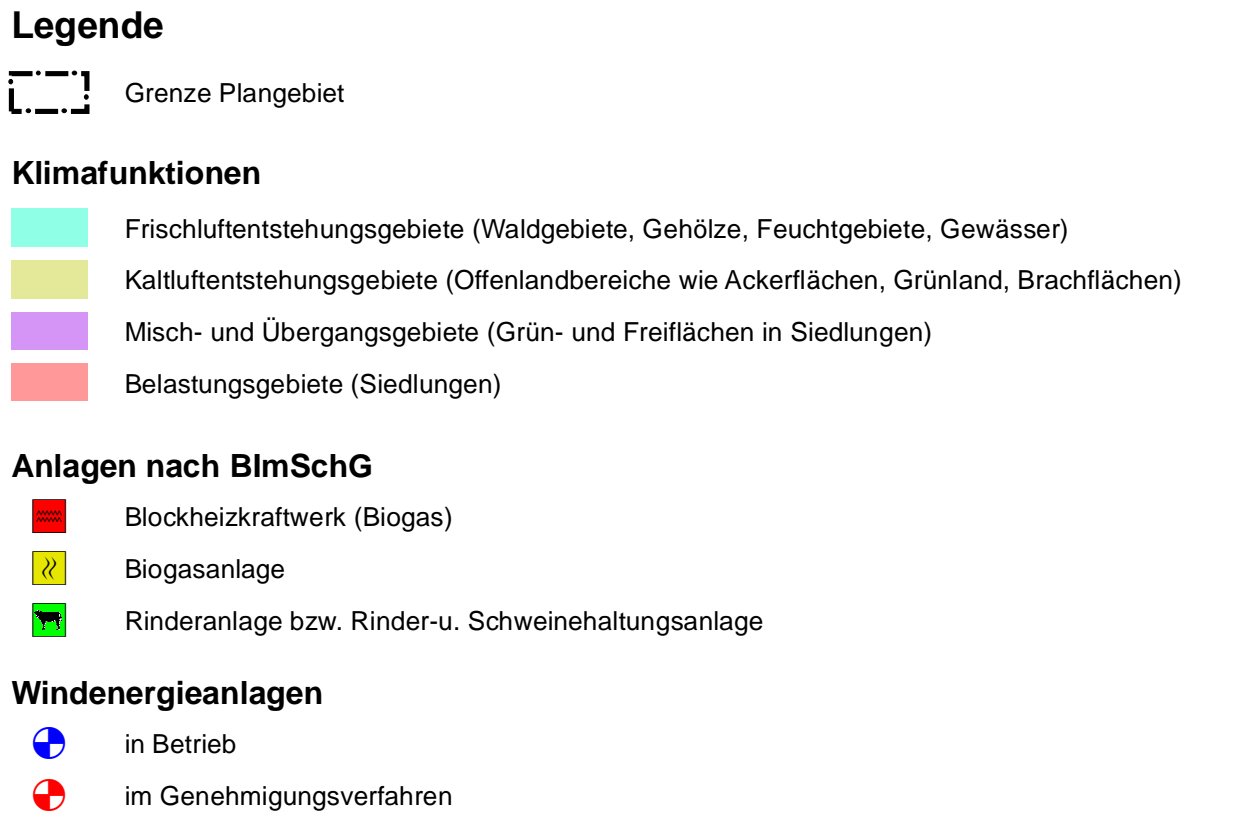 Legende
Grenze Plangebiet
Klimafunktionen
Frischluftentstehungsgebiete (Waldgebiete, Gehölze, Feuchtgebiete, Gewässer)
Kaltluftentstehungsgebiete (Offenlandbereiche wie Ackerflächen, Grünland, Brachflächen)
Misch- und Übergangsgebiete (Grün- und Freiflächen in Siedlungen)
Belastungsgebiete (Siedlungen)
Anlagen nach BImSchG
Blockheizkraftwerk (Biogas)
Biogasanlage
Rinderanlage bzw. Rinder-u. Schweinehaltungsanlage
Windenergieanlagen
in Betrieb
im Genehmigungsverfahren